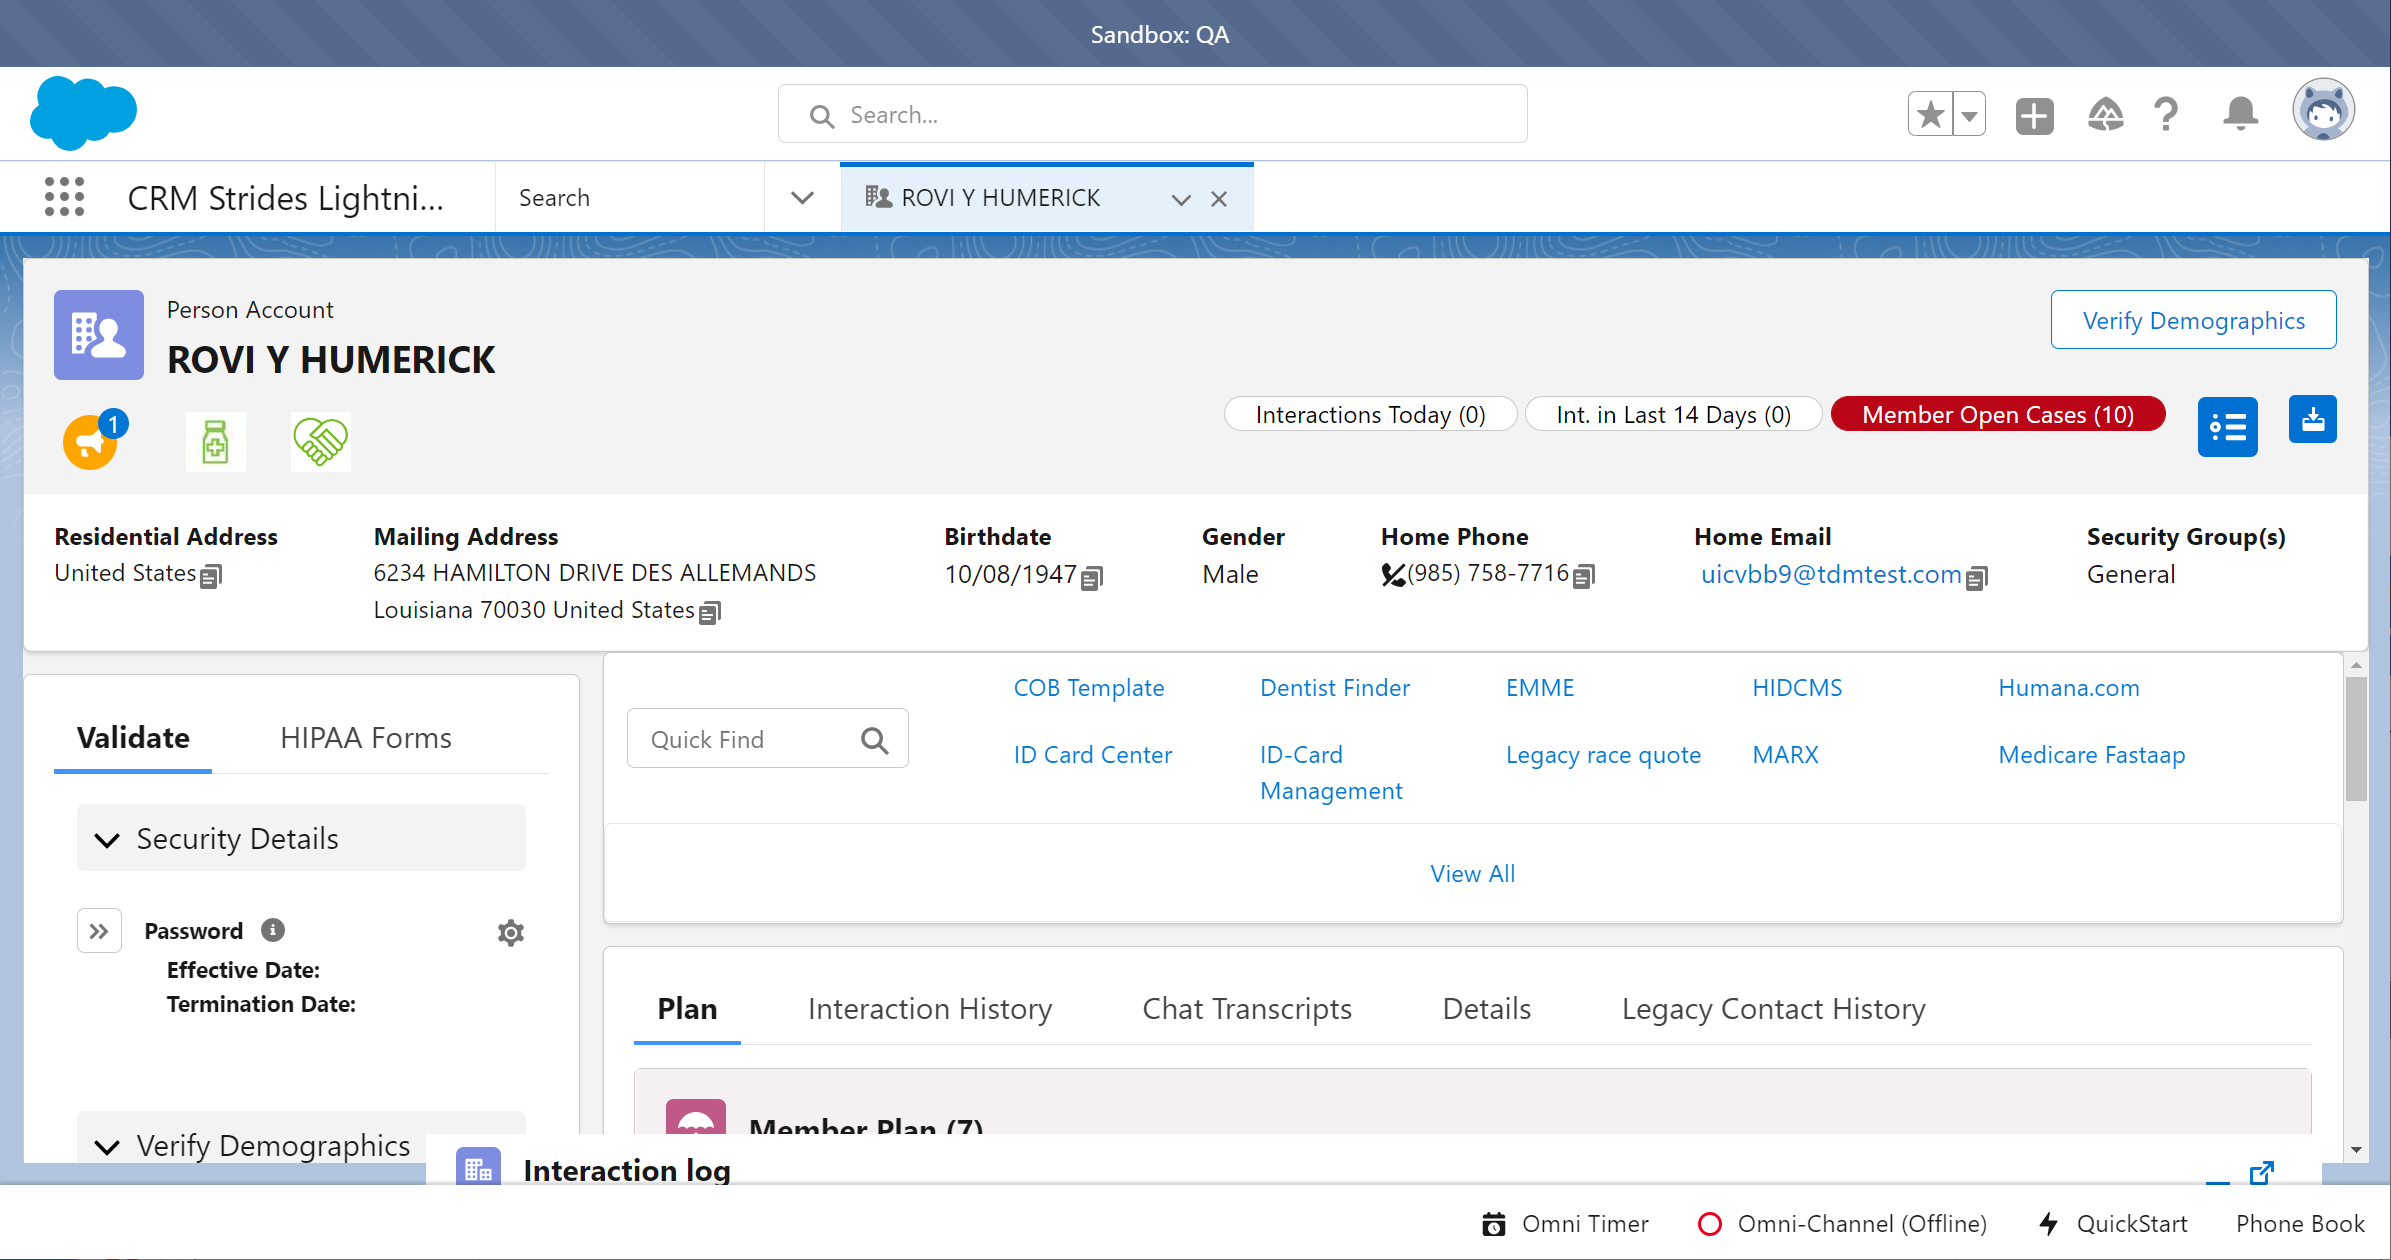 Sandbox: QA
Search...
CRM Strides Lightni...
Search
ROVI Y HUMERICK
Person Account
ROVI Y HUMERICK
Verify Demographics
1
Interactions Today (0)
Int. in Last 14 Days (0)
Member Open Cases (10)
Residential Address
United States
Mailing Address
6234 HAMILTON DRIVE DES ALLEMANDS
Louisiana 70030 United States
Birthdate
10/08/1947
Gender
Male
Home Phone
(985) 758-7716
Home Email
uicvbb9@tdmtest.com
Security Group(s)
General
Validate
HIPAA Forms
Security Details
Password
Effective Date:
Termination Date:
Verify Demographics
Quick Find
COB Template
Dentist Finder
EMME
HIDCMS
Humana.com
ID Card Center
ID-Card
Management
Legacy race quote
MARX
Medicare Fastaap
View All
Plan
Interaction History
Chat Transcripts
Details
Legacy Contact History
Member Plan (7)
Interaction log
Omni Timer
Omni-Channel (Offline)
QuickStart
Phone Book